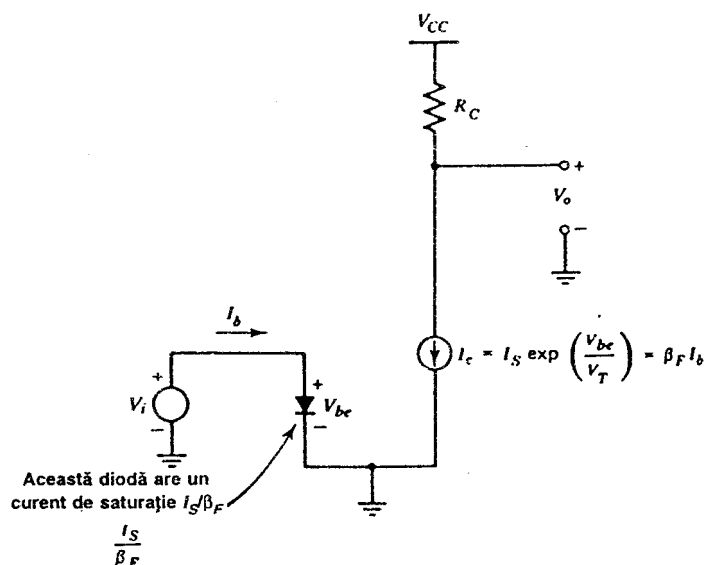 V_CC
R_C
+
V_o
−
I_b
+
V_i
−
+
V_be
−
I_c = I_S exp (V_be / V_T) = β_F I_b
Această diodă are un
curent de saturație I_S/β_F
I_S
β_F